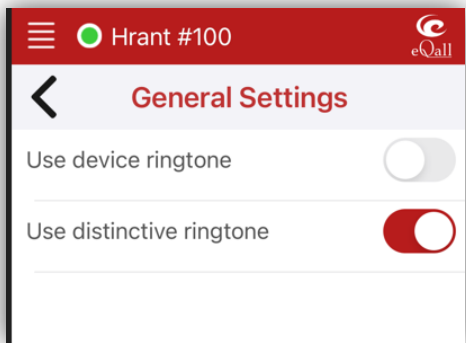 Hrant #100
eQall
General Settings
Use device ringtone
Use distinctive ringtone